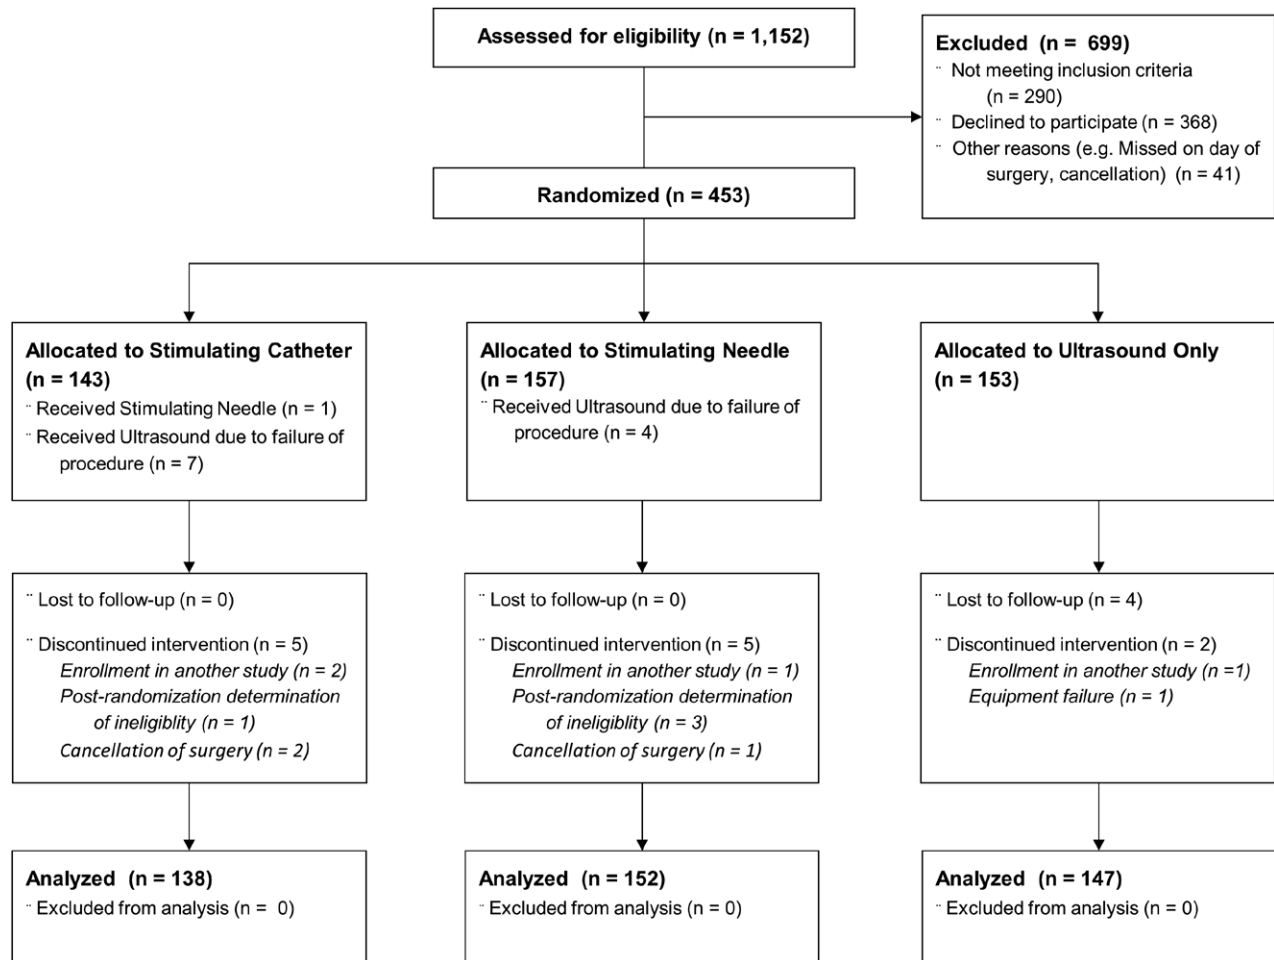 Assessed for eligibility (n = 1,152)
Excluded (n = 699)
¨ Not meeting inclusion criteria
(n = 290)
¨ Declined to participate (n = 368)
¨ Other reasons (e.g. Missed on day of
surgery, cancellation) (n = 41)
Randomized (n = 453)
Allocated to Stimulating Catheter
(n = 143)
¨ Received Stimulating Needle (n = 1)
¨ Received Ultrasound due to failure of
procedure (n = 7)
Allocated to Stimulating Needle
(n = 157)
¨ Received Ultrasound due to failure of
procedure (n = 4)
Allocated to Ultrasound Only
(n = 153)
¨ Lost to follow-up (n = 0)
¨ Discontinued intervention (n = 5)
Enrollment in another study (n = 2)
Post-randomization determination
of ineligiblity (n = 1)
Cancellation of surgery (n = 2)
¨ Lost to follow-up (n = 0)
¨ Discontinued intervention (n = 5)
Enrollment in another study (n = 1)
Post-randomization determination
of ineligiblity (n = 3)
Cancellation of surgery (n = 1)
¨ Lost to follow-up (n = 4)
¨ Discontinued intervention (n = 2)
Enrollment in another study (n =1)
Equipment failure (n = 1)
Analyzed (n = 138)
¨ Excluded from analysis (n = 0)
Analyzed (n = 152)
¨ Excluded from analysis (n = 0)
Analyzed (n = 147)
¨ Excluded from analysis (n = 0)